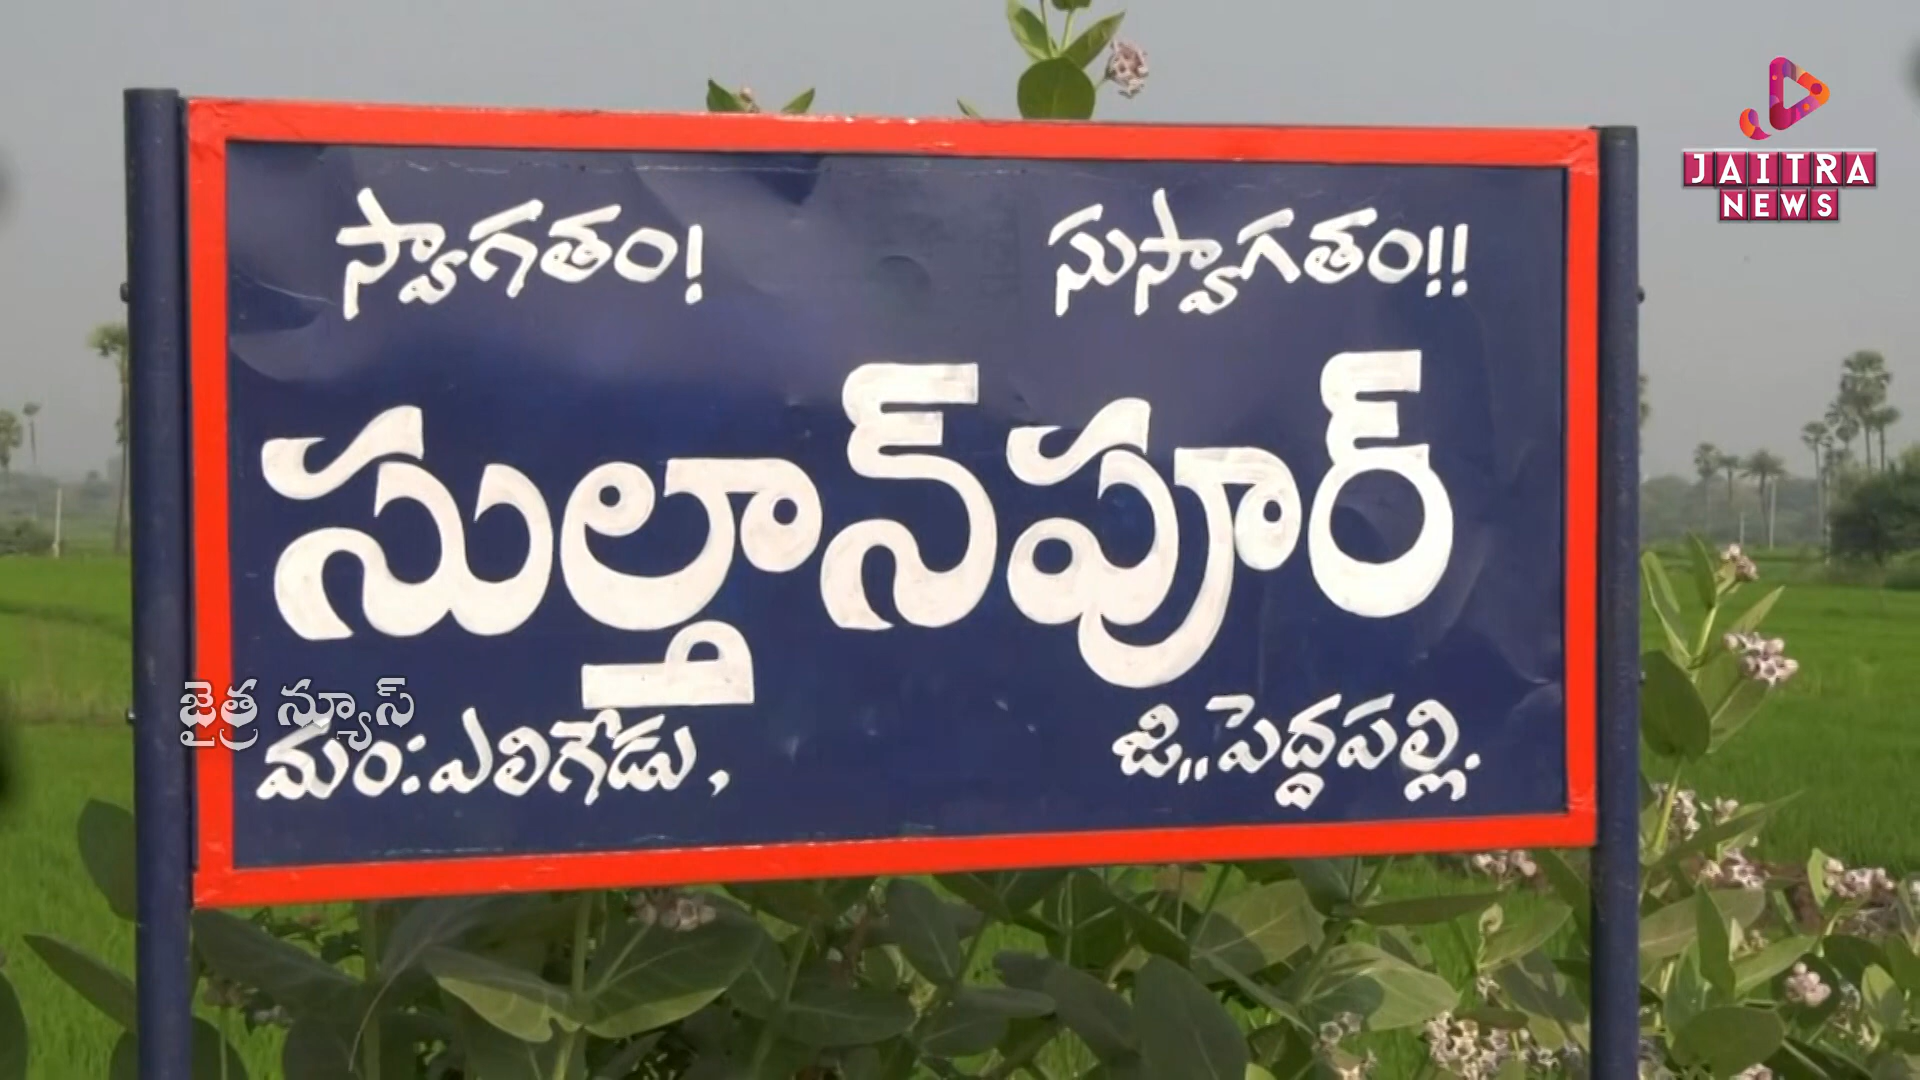 JAITRA
NEWS
స్వాగతం! సుస్వాగతం!!
సుల్తాన్‌పూర్
జైత్ర న్యూస్
మం:ఎలిగేడు, జి,,పెద్దపల్లి.